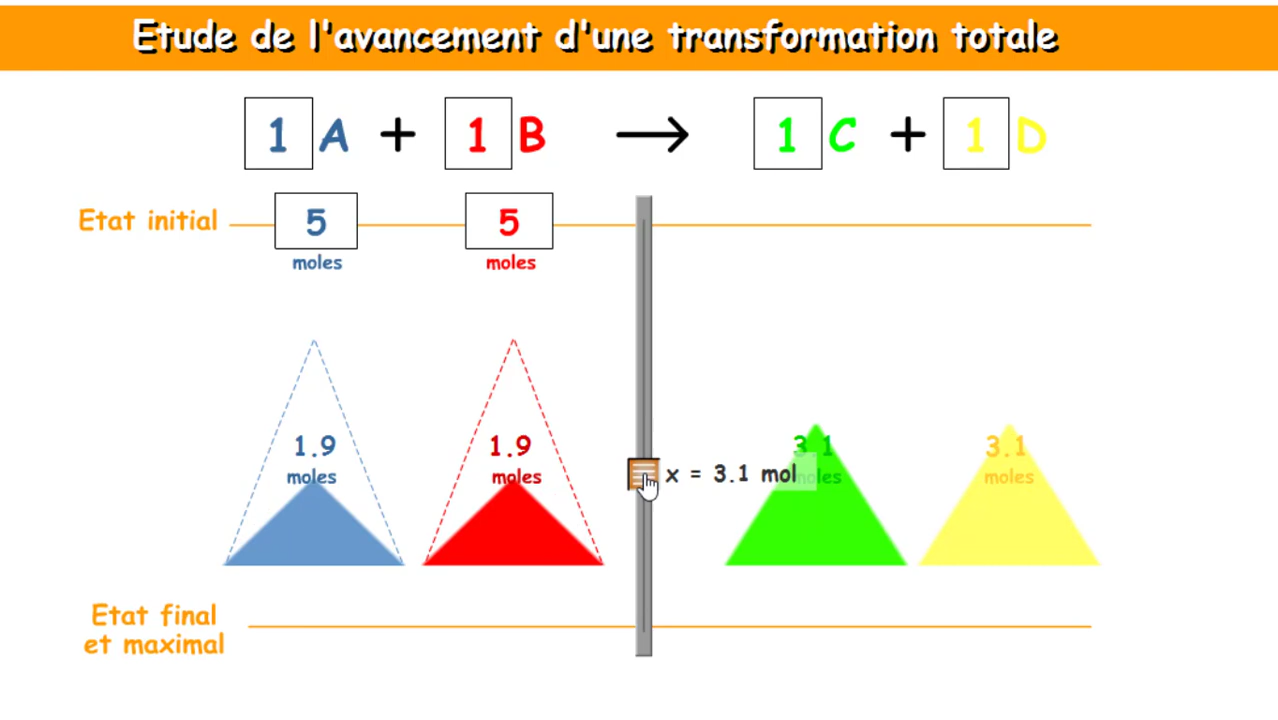 Etude de l'avancement d'une transformation totale
1 A + 1 B → 1 C + 1 D
Etat initial 5 5
moles moles
1.9 1.9 3.1 3.1
moles moles x = 3.1 mol moles moles
Etat final
et maximal